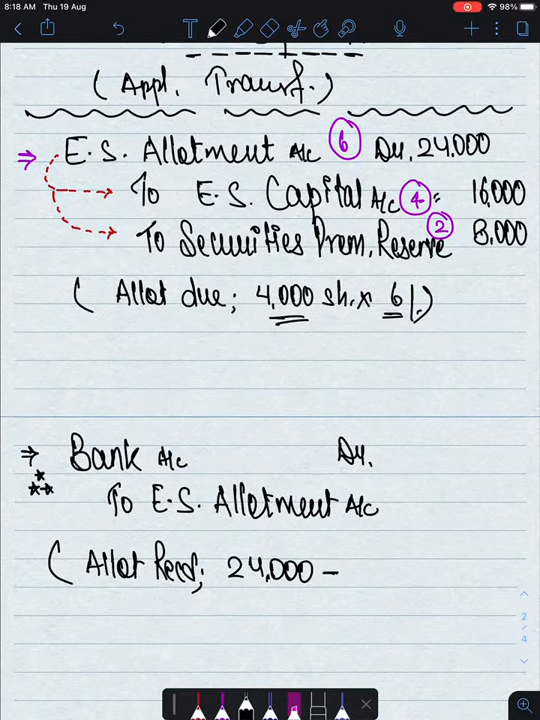 8:18 AM Thu 19 Aug 98%
(Appl. Transf.)
⇒ E.S. Allotment A/c 6 Dr. 24,000
To E.S. Capital A/c 4 = 16,000
To Securities Prem. Reserve 2 8,000
(Allot due; 4,000 sh. x 6/.)
⇒ Bank A/c Dr.
To E.S. Allotment A/c
(Allot Recd; 24,000 –
2
4